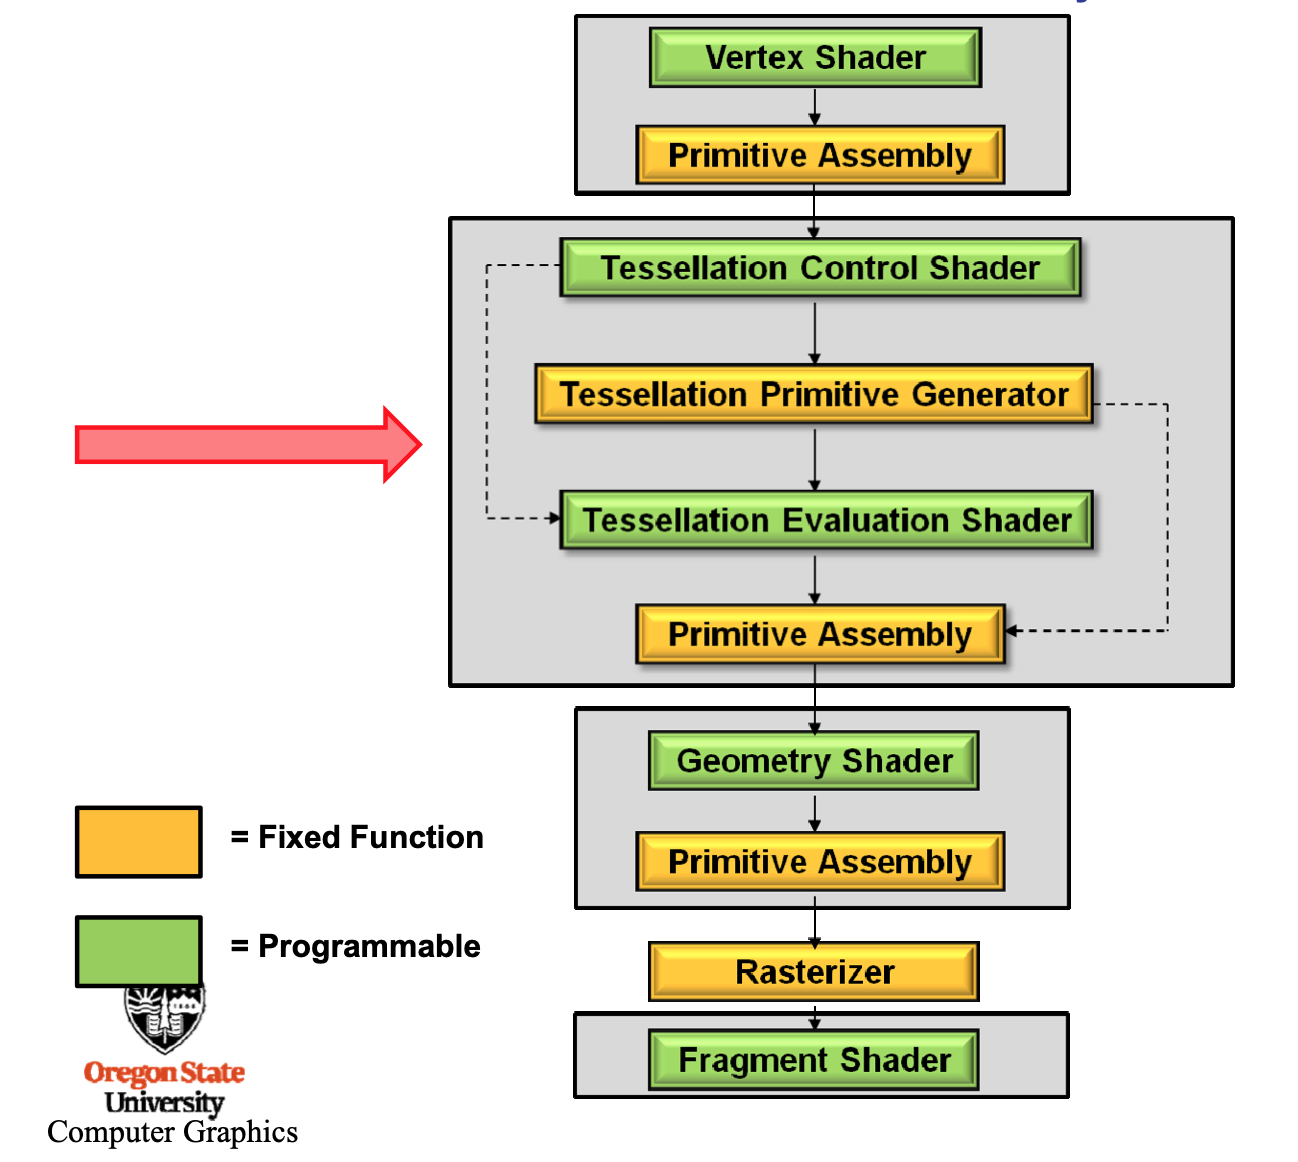 Vertex Shader
Primitive Assembly
Tessellation Control Shader
Tessellation Primitive Generator
Tessellation Evaluation Shader
Primitive Assembly
Geometry Shader
Primitive Assembly
Rasterizer
Fragment Shader
= Fixed Function
= Programmable
Oregon State
University
Computer Graphics